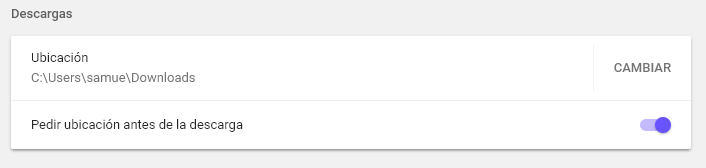 Descargas
Ubicación
C:\Users\samue\Downloads
CAMBIAR
Pedir ubicación antes de la descarga